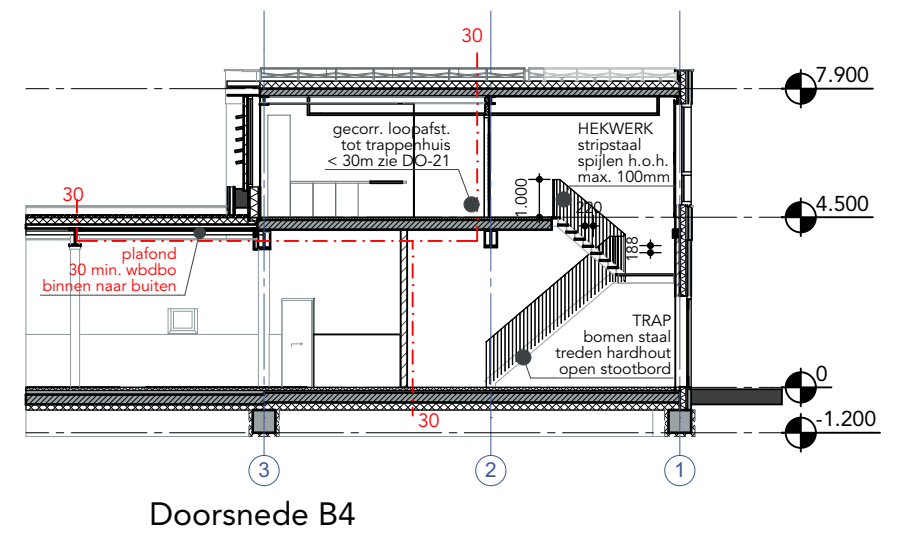 30
7.900
gecorr. loopafst.
tot trappenhuis
< 30m zie DO-21
HEKWERK
stripstaal
spijlen h.o.h.
max. 100mm
30
1.000
220
4.500
188
plafond
30 min. wbdbo
binnen naar buiten
TRAP
bomen staal
treden hardhout
open stootbord
0
30
-1.200
3
2
1
Doorsnede B4